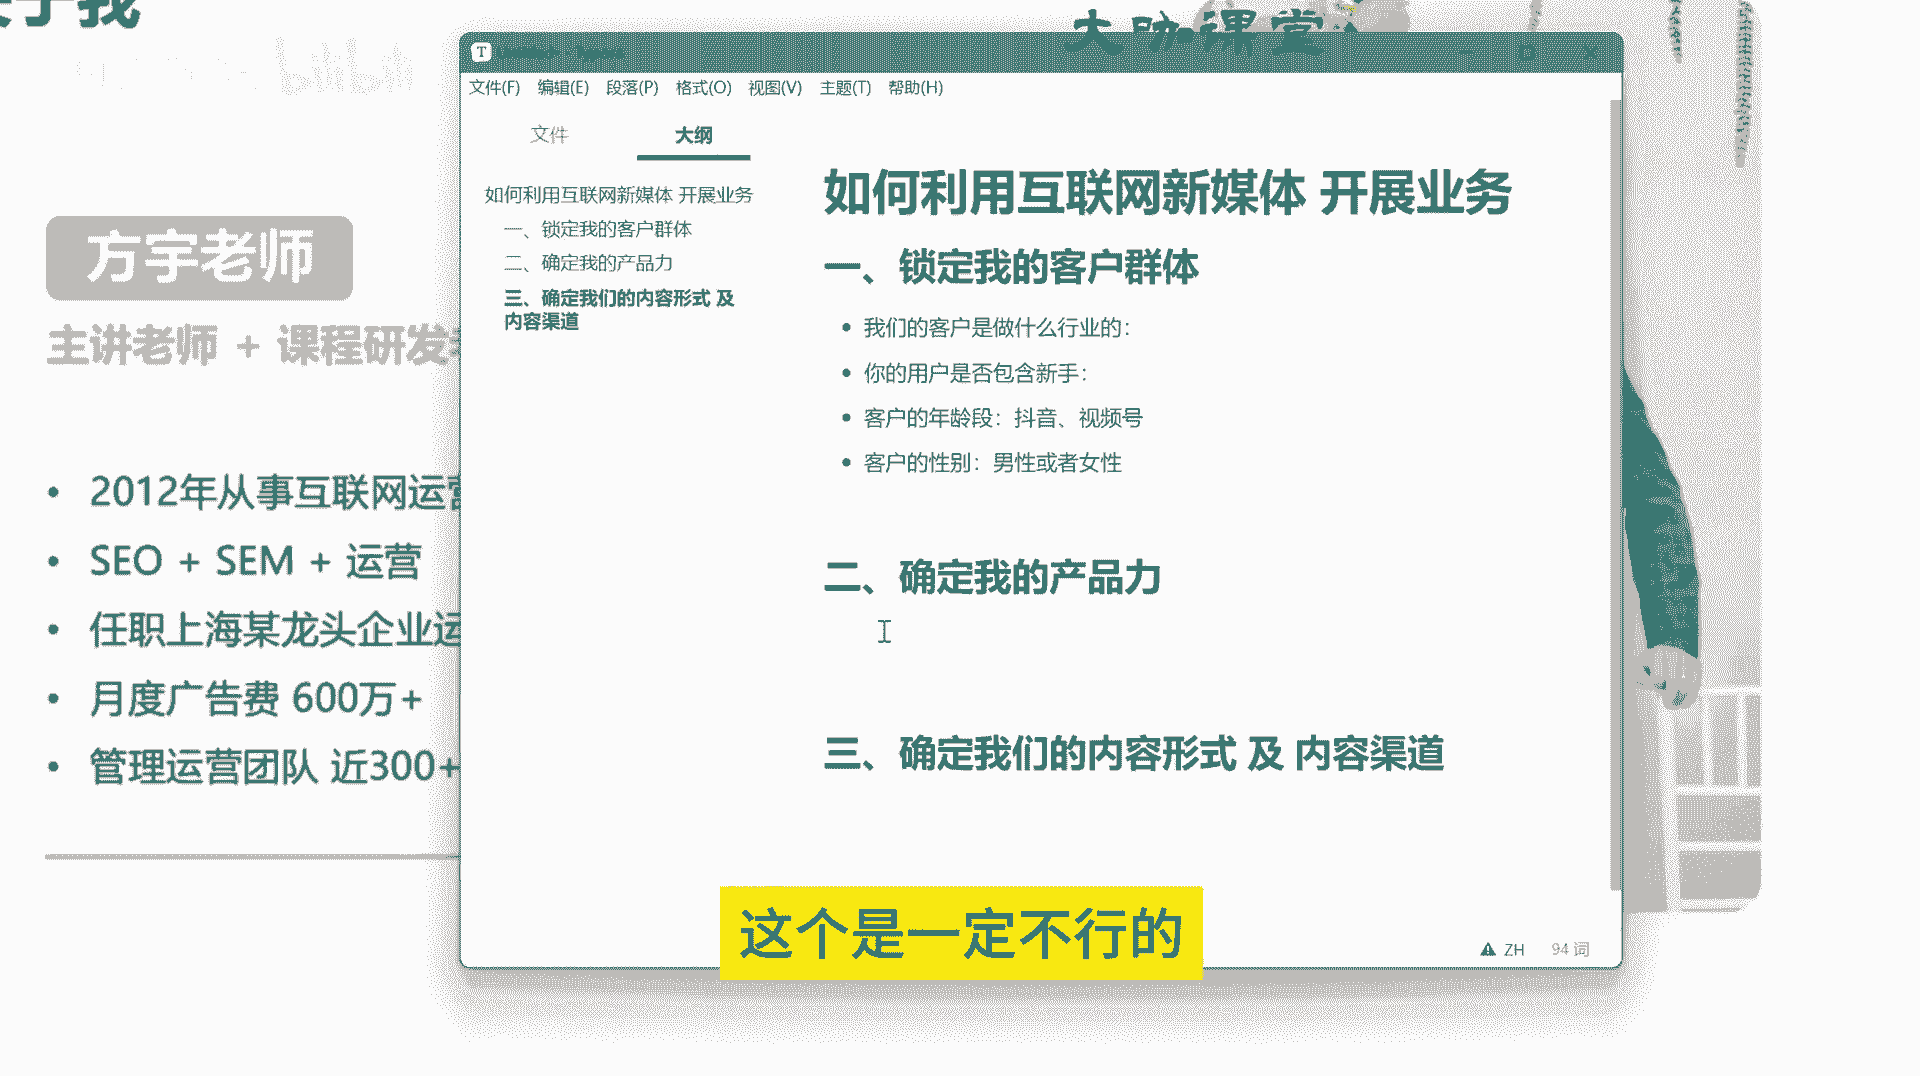 于我
bilibili
大咖课堂
方宇老师
主讲老师 + 课程研发
• 2012年从事互联网运营
• SEO + SEM + 运营
• 任职上海某龙头企业运
• 月度广告费 600万+
• 管理运营团队 近300+
文件(F) 编辑(E) 段落(P) 格式(O) 视图(V) 主题(T) 帮助(H)
文件 大纲
如何利用互联网新媒体 开展业务
一、锁定我的客户群体
二、确定我的产品力
三、确定我们的内容形式 及
内容渠道
如何利用互联网新媒体 开展业务
一、锁定我的客户群体
• 我们的客户是做什么行业的：
• 你的用户是否包含新手：
• 客户的年龄段：抖音、视频号
• 客户的性别：男性或者女性
二、确定我的产品力
三、确定我们的内容形式 及 内容渠道
这个是一定不行的
ZH 94 词